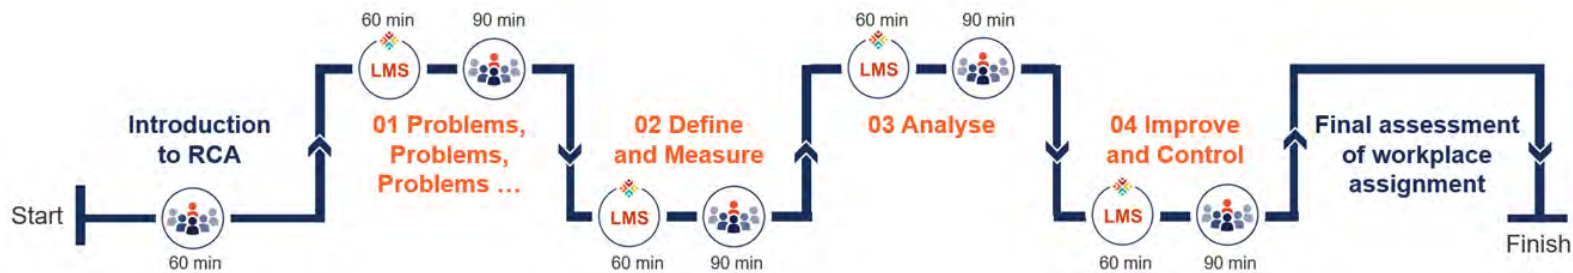 60 min
90 min
LMS
60 min
90 min
LMS
Introduction
to RCA
01 Problems,
Problems,
Problems ...
02 Define
and Measure
03 Analyse
04 Improve
and Control
Final assessment
of workplace
assignment
Start
60 min
LMS
60 min
90 min
LMS
60 min
90 min
Finish